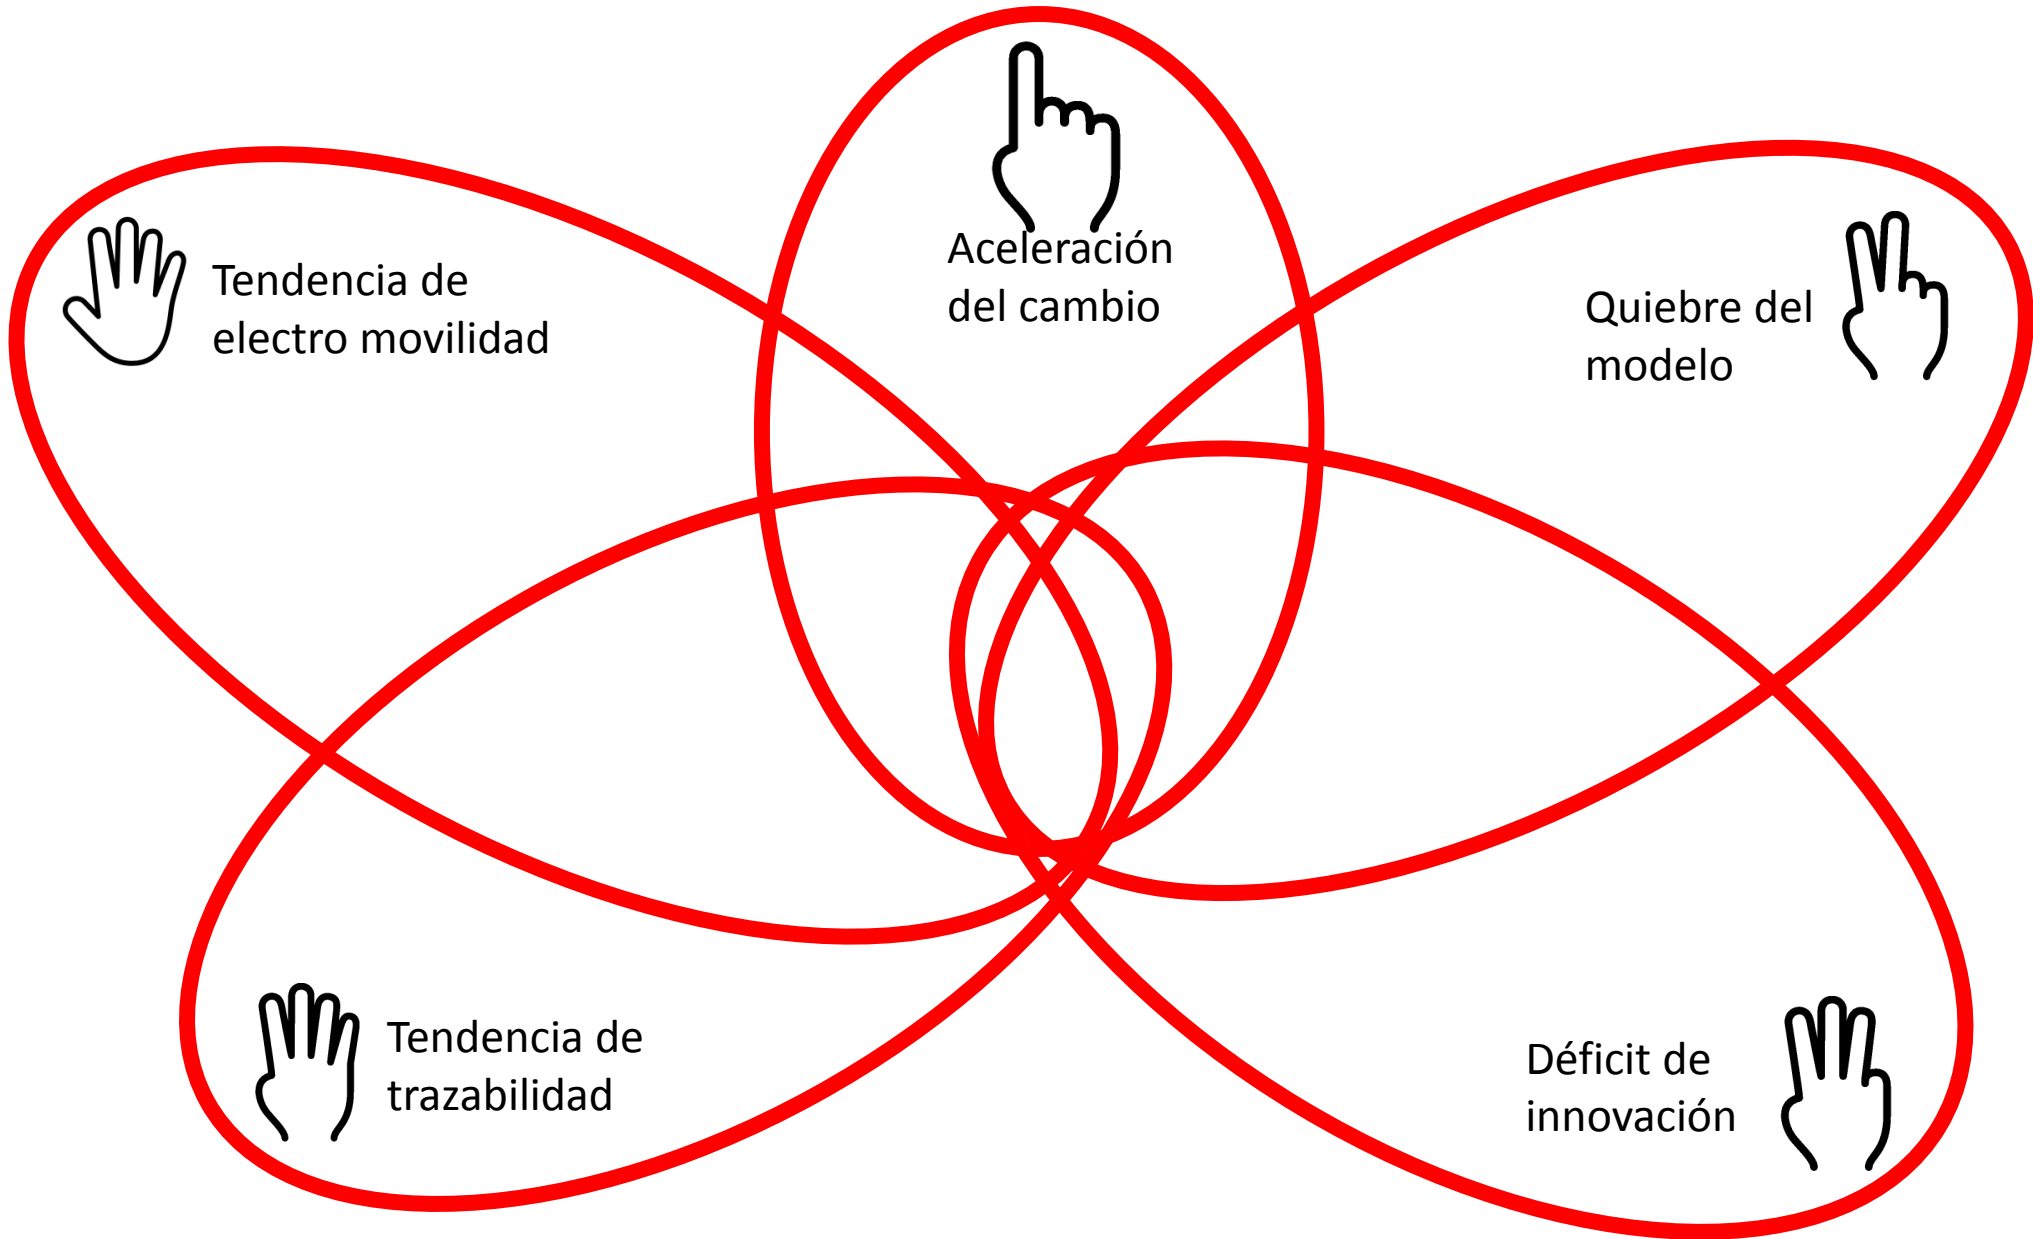 Aceleración
del cambio
Tendencia de
electro movilidad
Quiebre del
modelo
Tendencia de
trazabilidad
Déficit de
innovación